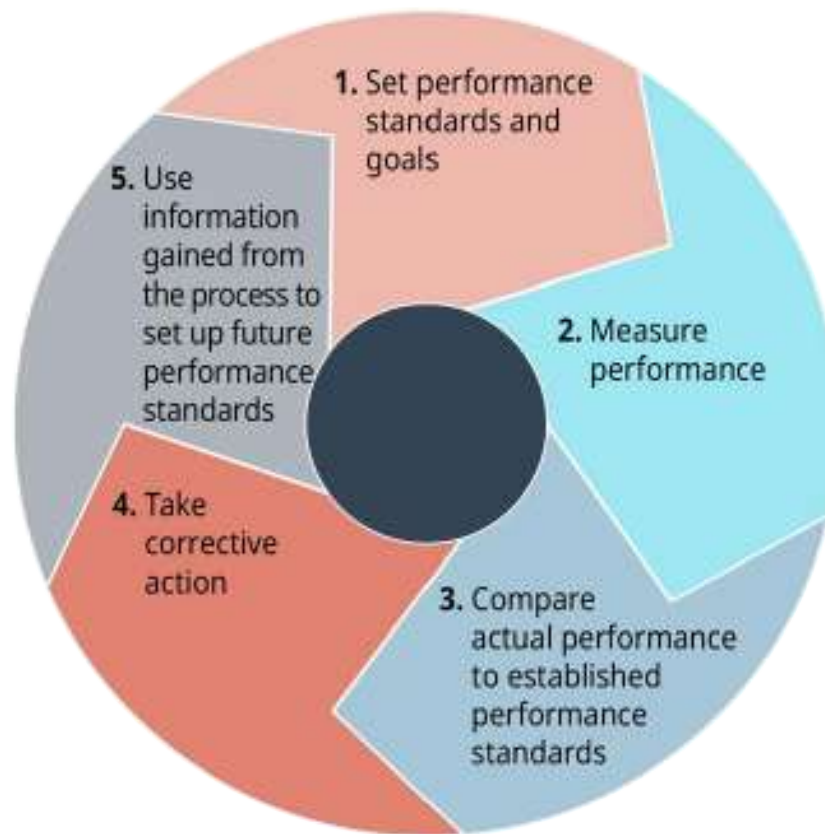 1. Set performance
standards and
goals
2. Measure
performance
3. Compare
actual performance
to established
performance
standards
4. Take
corrective
action
5. Use
information
gained from
the process to
set up future
performance
standards